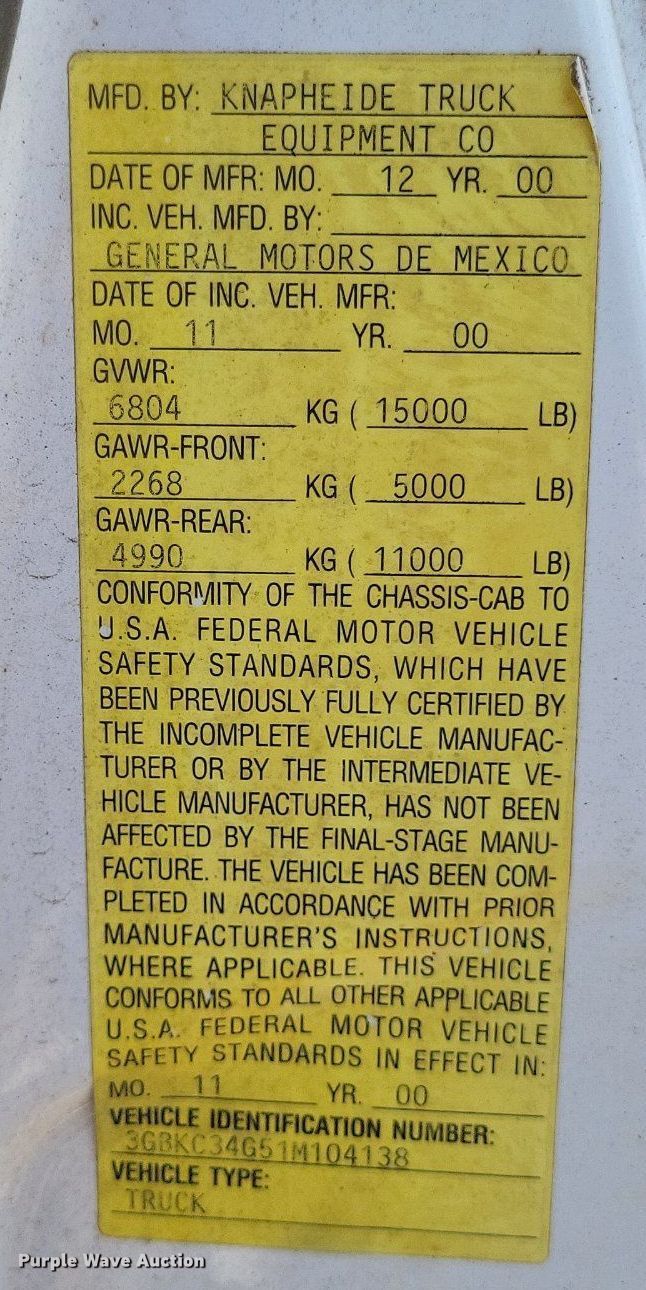 MFD. BY: KNAPHEIDE TRUCK
EQUIPMENT CO
DATE OF MFR: MO. 12 YR. 00
INC. VEH. MFD. BY:
GENERAL MOTORS DE MEXICO
DATE OF INC. VEH. MFR:
MO. 11 YR. 00
GVWR:
6804 KG ( 15000 LB)
GAWR-FRONT:
2268 KG ( 5000 LB)
GAWR-REAR:
4990 KG ( 11000 LB)
CONFORMITY OF THE CHASSIS-CAB TO
U.S.A. FEDERAL MOTOR VEHICLE
SAFETY STANDARDS, WHICH HAVE
BEEN PREVIOUSLY FULLY CERTIFIED BY
THE INCOMPLETE VEHICLE MANUFAC-
TURER OR BY THE INTERMEDIATE VE-
HICLE MANUFACTURER, HAS NOT BEEN
AFFECTED BY THE FINAL-STAGE MANU-
FACTURE. THE VEHICLE HAS BEEN COM-
PLETED IN ACCORDANCE WITH PRIOR
MANUFACTURER'S INSTRUCTIONS,
WHERE APPLICABLE. THIS VEHICLE
CONFORMS TO ALL OTHER APPLICABLE
U.S.A. FEDERAL MOTOR VEHICLE
SAFETY STANDARDS IN EFFECT IN:
MO. 11 YR. 00
VEHICLE IDENTIFICATION NUMBER:
3GBKC34G51M104138
VEHICLE TYPE:
TRUCK
Purple Wave Auction